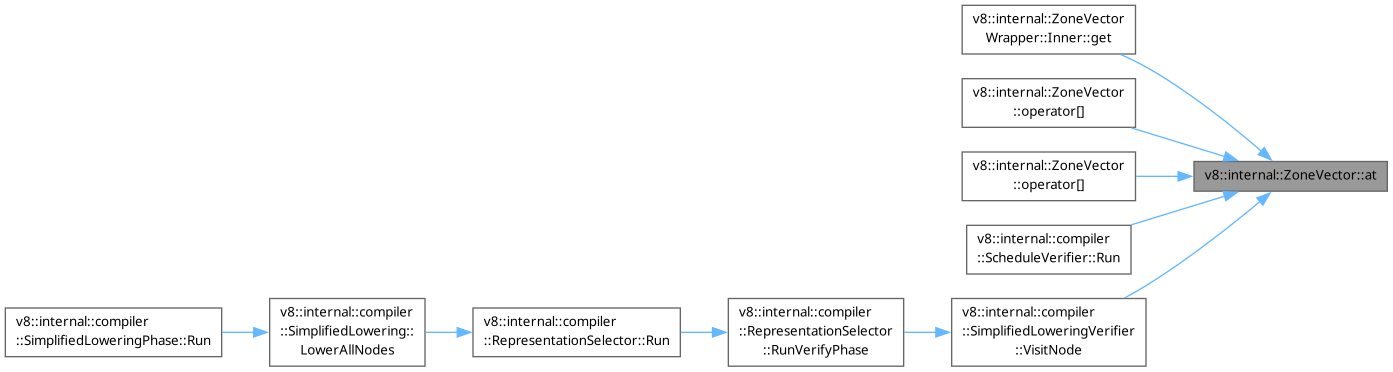 v8::internal::ZoneVector
Wrapper::Inner::get
v8::internal::ZoneVector
::operator[]
v8::internal::ZoneVector
::operator[]
v8::internal::ZoneVector::at
v8::internal::compiler
::ScheduleVerifier::Run
v8::internal::compiler
::SimplifiedLoweringPhase::Run
v8::internal::compiler
::SimplifiedLowering::
LowerAllNodes
v8::internal::compiler
::RepresentationSelector::Run
v8::internal::compiler
::RepresentationSelector
::RunVerifyPhase
v8::internal::compiler
::SimplifiedLoweringVerifier
::VisitNode